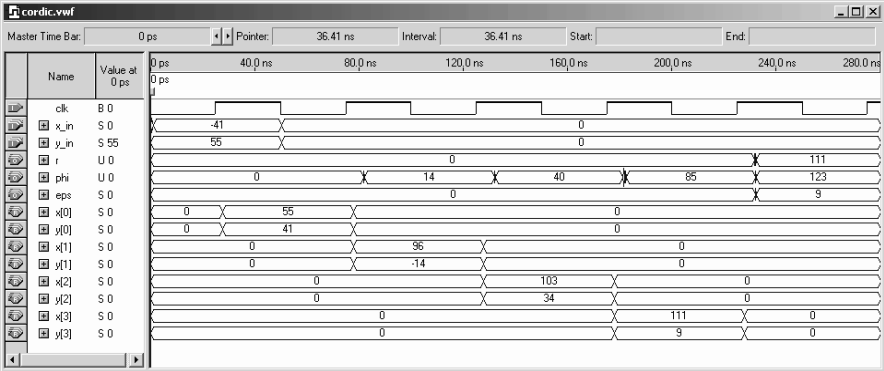 cordic.vwf
Master Time Bar: 0 ps Pointer: 36.41 ns Interval: 36.41 ns Start: End:
Name Value at 0 ps 0 ps 40.0 ns 80.0 ns 120.0 ns 160.0 ns 200.0 ns 240.0 ns 280.0 ns
0 ps
clk B 0
x_in S 0 -41 0
y_in S 55 55 0
r U 0 0 111
phi U 0 0 14 40 85 123
eps S 0 0 9
x[0] S 0 0 55 0
y[0] S 0 0 41 0
x[1] S 0 0 96 0
y[1] S 0 0 -14 0
x[2] S 0 0 103 0
y[2] S 0 0 34 0
x[3] S 0 0 111 0
y[3] S 0 0 9 0